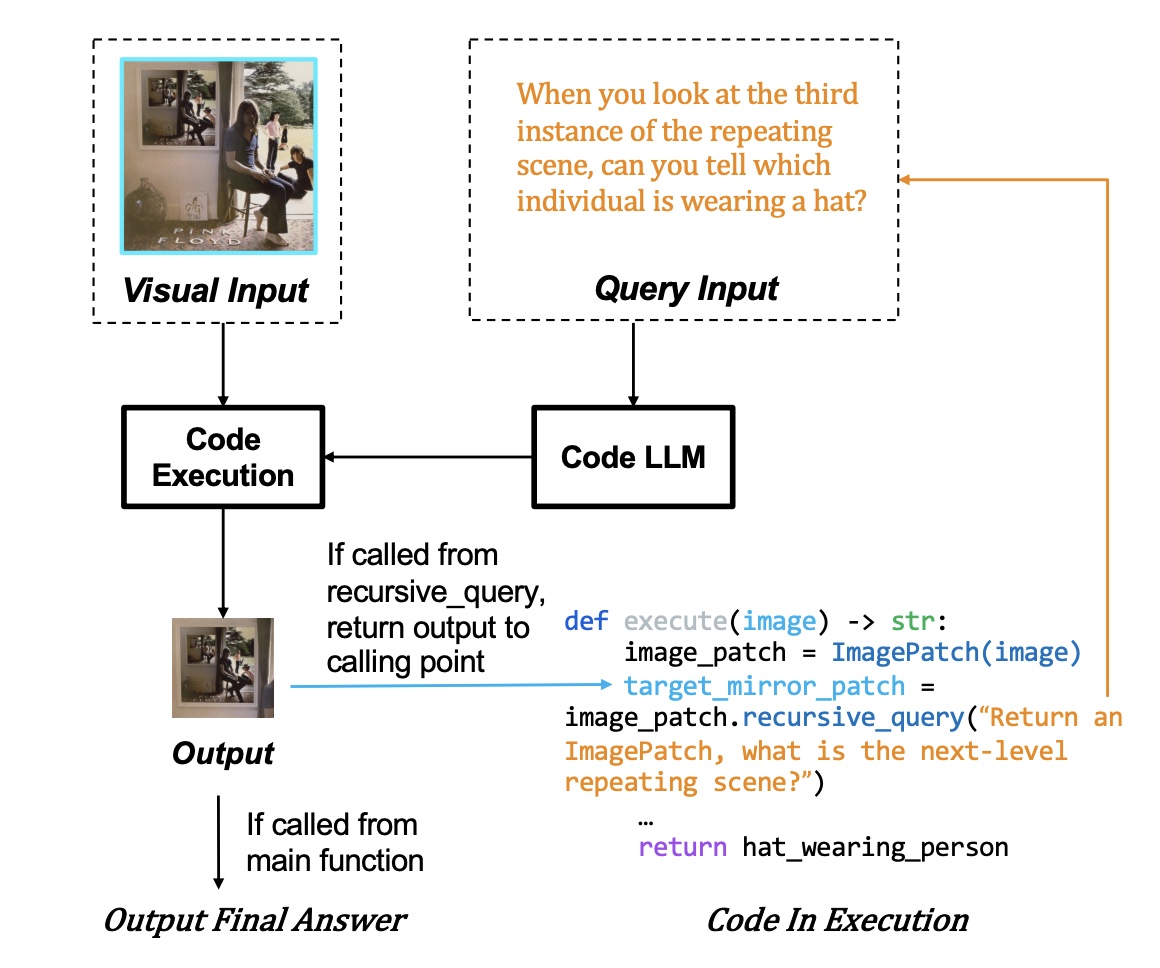 When you look at the third
instance of the repeating
scene, can you tell which
individual is wearing a hat?
PINK
FLOYD
Visual Input
Query Input
Code
Execution
Code LLM
If called from
recursive_query,
return output to
calling point
def execute(image) -> str:
image_patch = ImagePatch(image)
target_mirror_patch =
image_patch.recursive_query(“Return an
ImagePatch, what is the next-level
repeating scene?”)
…
return hat_wearing_person
Output
If called from
main function
Output Final Answer
Code In Execution